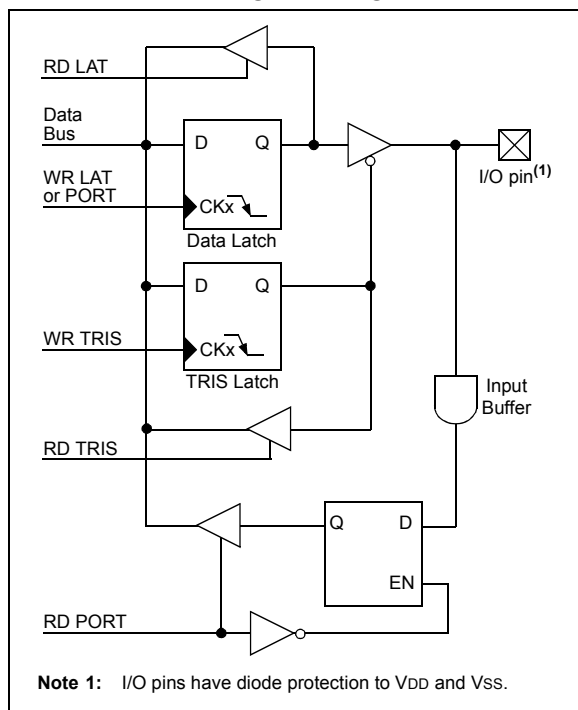 RD LAT
Data
Bus
D Q
WR LAT
or PORT
I/O pin(1)
CKx
Data Latch
D Q
WR TRIS
CKx
TRIS Latch
Input
Buffer
RD TRIS
Q D
EN
RD PORT
Note 1: I/O pins have diode protection to VDD and VSS.